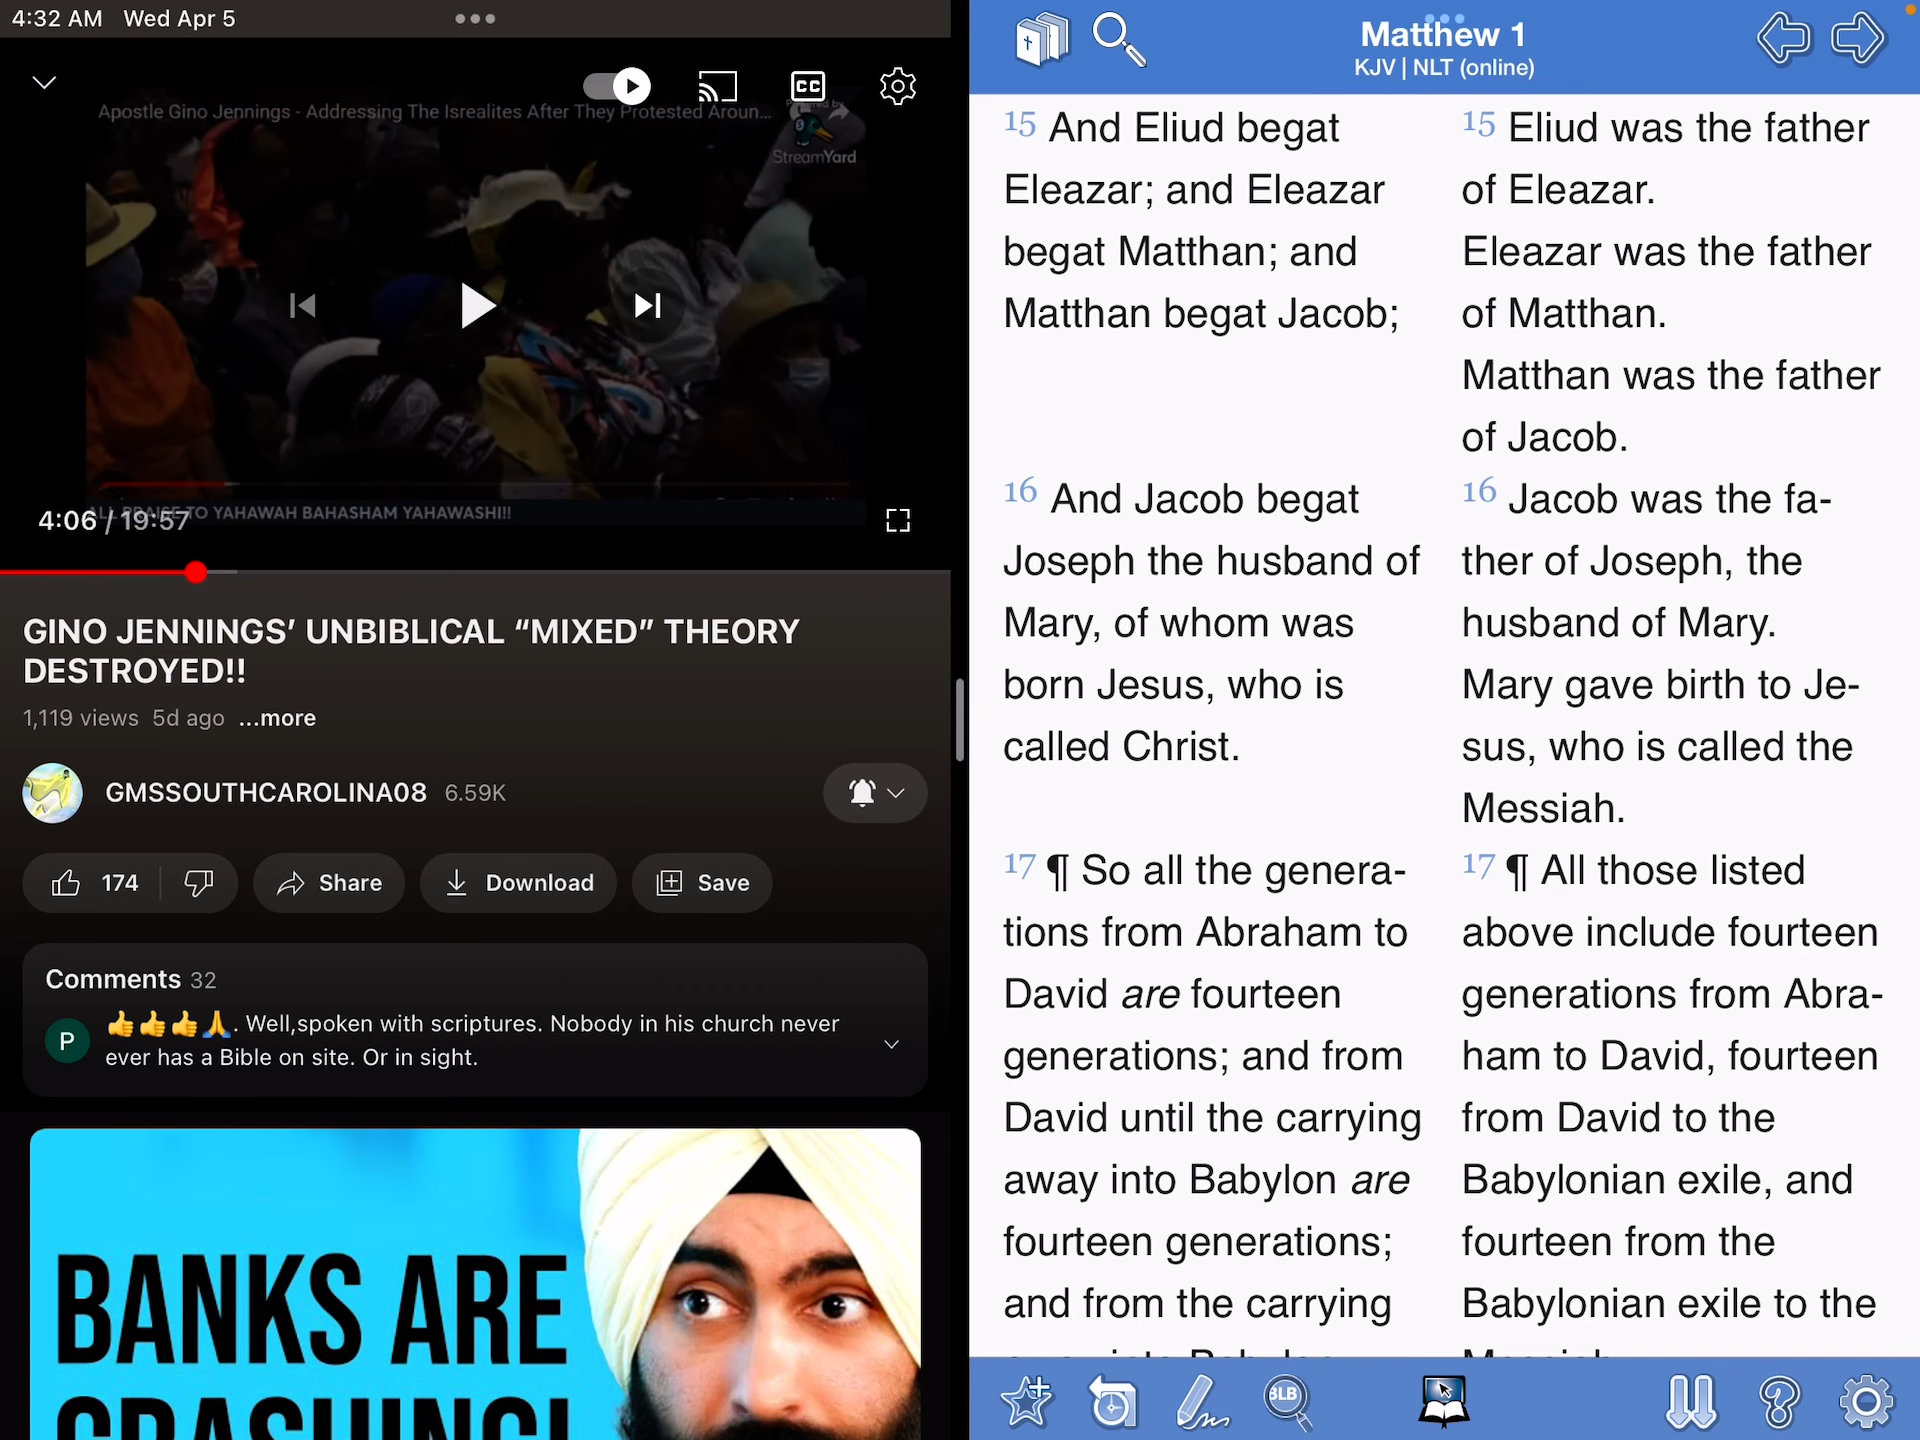 4:32 AM Wed Apr 5
Apostle Gino Jennings - Addressing The Isrealites After They Protested Aroun...
Powered by
StreamYard
CC
ALL PRAISE TO YAHAWAH BAHASHAM YAHAWASHI!!
4:06 / 19:57
GINO JENNINGS’ UNBIBLICAL “MIXED” THEORY
DESTROYED!!
1,119 views 5d ago ...more
GMSSOUTHCAROLINA08 6.59K
174
Share
Download
Save
Comments 32
P
👍👍👍🙏. Well,spoken with scriptures. Nobody in his church never
ever has a Bible on site. Or in sight.
BANKS ARE
CRASHING!
Matthew 1
KJV | NLT (online)
15 And Eliud begat
Eleazar; and Eleazar
begat Matthan; and
Matthan begat Jacob;
16 And Jacob begat
Joseph the husband of
Mary, of whom was
born Jesus, who is
called Christ.
17 ¶ So all the genera-
tions from Abraham to
David are fourteen
generations; and from
David until the carrying
away into Babylon are
fourteen generations;
and from the carrying
15 Eliud was the father
of Eleazar.
Eleazar was the father
of Matthan.
Matthan was the father
of Jacob.
16 Jacob was the fa-
ther of Joseph, the
husband of Mary.
Mary gave birth to Je-
sus, who is called the
Messiah.
17 ¶ All those listed
above include fourteen
generations from Abra-
ham to David, fourteen
from David to the
Babylonian exile, and
fourteen from the
Babylonian exile to the
BLB